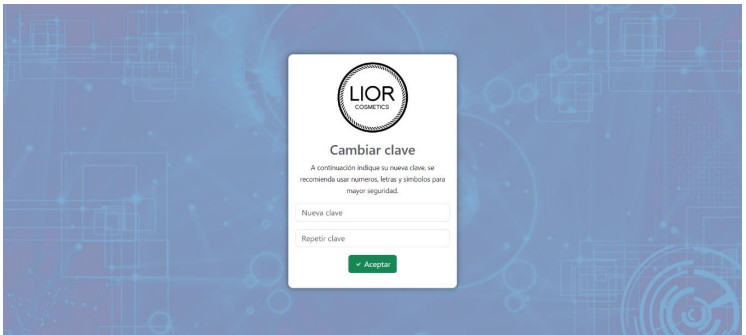 LIOR
COSMETICS
Cambiar clave
A continuación indique su nueva clave, se
recomienda usar numeros, letras y simbolos para
mayor seguridad.
Nueva clave
Repetir clave
Aceptar